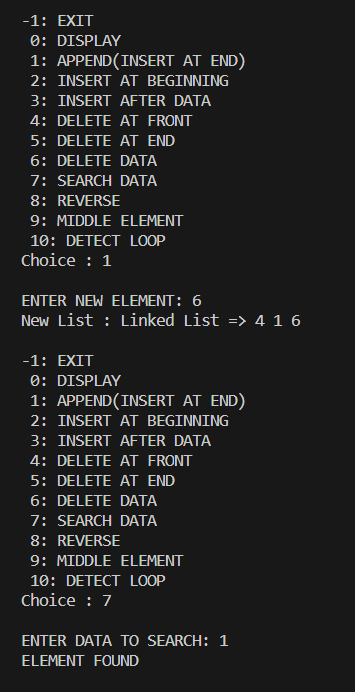 -1: EXIT
0: DISPLAY
1: APPEND(INSERT AT END)
2: INSERT AT BEGINNING
3: INSERT AFTER DATA
4: DELETE AT FRONT
5: DELETE AT END
6: DELETE DATA
7: SEARCH DATA
8: REVERSE
9: MIDDLE ELEMENT
10: DETECT LOOP
Choice : 1
ENTER NEW ELEMENT: 6
New List : Linked List => 4 1 6
-1: EXIT
0: DISPLAY
1: APPEND(INSERT AT END)
2: INSERT AT BEGINNING
3: INSERT AFTER DATA
4: DELETE AT FRONT
5: DELETE AT END
6: DELETE DATA
7: SEARCH DATA
8: REVERSE
9: MIDDLE ELEMENT
10: DETECT LOOP
Choice : 7
ENTER DATA TO SEARCH: 1
ELEMENT FOUND